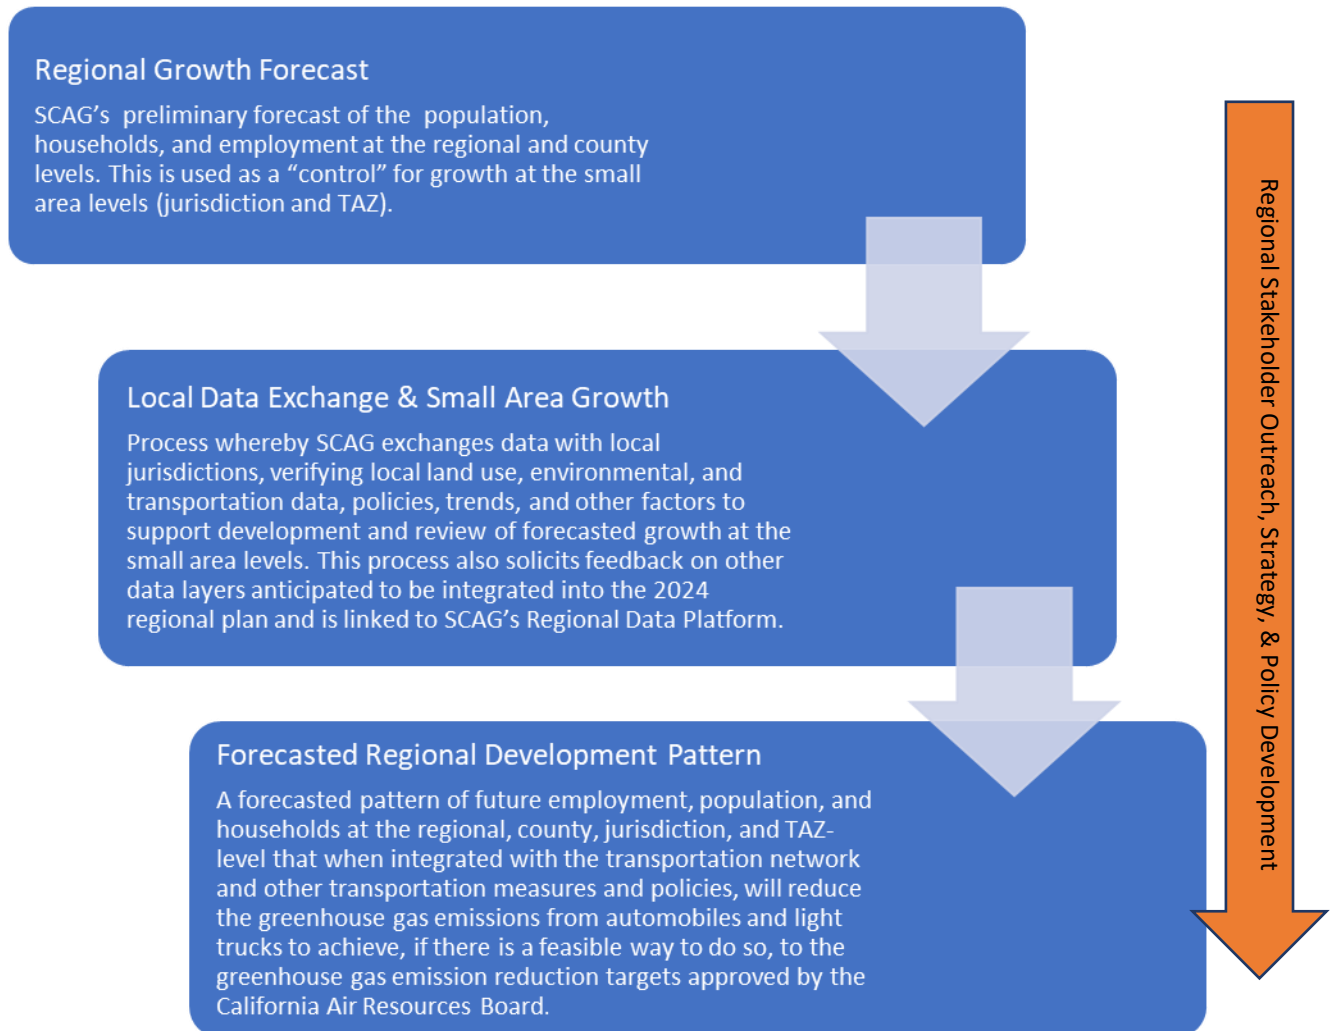 Regional Growth Forecast
SCAG’s preliminary forecast of the population,
households, and employment at the regional and county
levels. This is used as a “control” for growth at the small
area levels (jurisdiction and TAZ).
Local Data Exchange & Small Area Growth
Process whereby SCAG exchanges data with local
jurisdictions, verifying local land use, environmental, and
transportation data, policies, trends, and other factors to
support development and review of forecasted growth at the
small area levels. This process also solicits feedback on other
data layers anticipated to be integrated into the 2024
regional plan and is linked to SCAG’s Regional Data Platform.
Forecasted Regional Development Pattern
A forecasted pattern of future employment, population, and
households at the regional, county, jurisdiction, and TAZ-
level that when integrated with the transportation network
and other transportation measures and policies, will reduce
the greenhouse gas emissions from automobiles and light
trucks to achieve, if there is a feasible way to do so, to the
greenhouse gas emission reduction targets approved by the
California Air Resources Board.
Regional Stakeholder Outreach, Strategy, & Policy Development